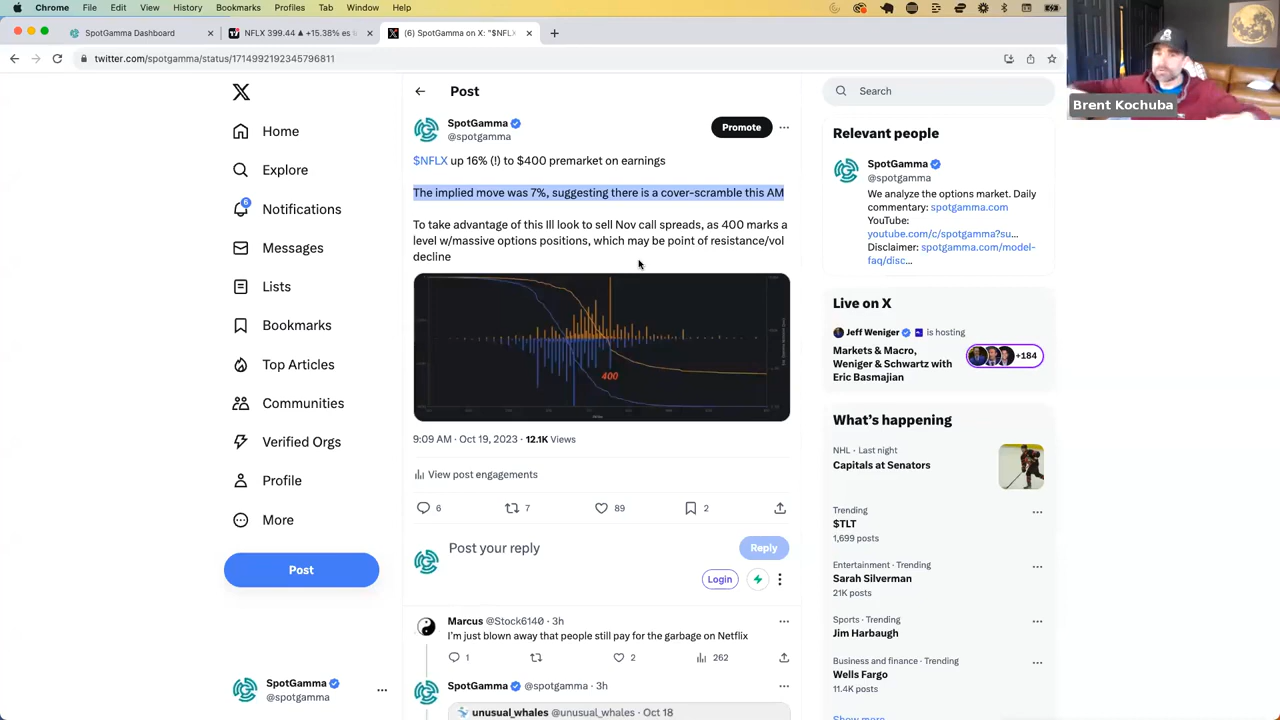 Chrome File Edit View History Bookmarks Profiles Tab Window Help
SpotGamma Dashboard
NFLX 399.44 ▲ +15.38% es
(6) SpotGamma on X: "$NFLX
twitter.com/spotgamma/status/1714992192345796811
Brent Kochuba
Home
Explore
6
Notifications
Messages
Lists
Bookmarks
Top Articles
Communities
Verified Orgs
Profile
More
Post
SpotGamma
@spotgamma
Post
SpotGamma
@spotgamma
Promote
$NFLX up 16% (!) to $400 premarket on earnings
The implied move was 7%, suggesting there is a cover-scramble this AM
To take advantage of this Ill look to sell Nov call spreads, as 400 marks a
level w/massive options positions, which may be point of resistance/vol
decline
400
9:09 AM · Oct 19, 2023 · 12.1K Views
View post engagements
6 7 89 2
Post your reply
Reply
Login
Marcus @Stock6140 · 3h
I'm just blown away that people still pay for the garbage on Netflix
1 2 262
SpotGamma @spotgamma · 3h
unusual_whales @unusual_whales · Oct 18
Search
Relevant people
SpotGamma
@spotgamma
We analyze the options market. Daily
commentary: spotgamma.com
YouTube:
youtube.com/c/spotgamma?su...
Disclaimer: spotgamma.com/model-
faq/disc...
Live on X
Jeff Weniger is hosting
Markets & Macro,
Weniger & Schwartz with
Eric Basmajian
+184
What's happening
NHL · Last night
Capitals at Senators
Trending
$TLT
1,699 posts
Entertainment · Trending
Sarah Silverman
21K posts
Sports · Trending
Jim Harbaugh
Business and finance · Trending
Wells Fargo
11.4K posts
Show more